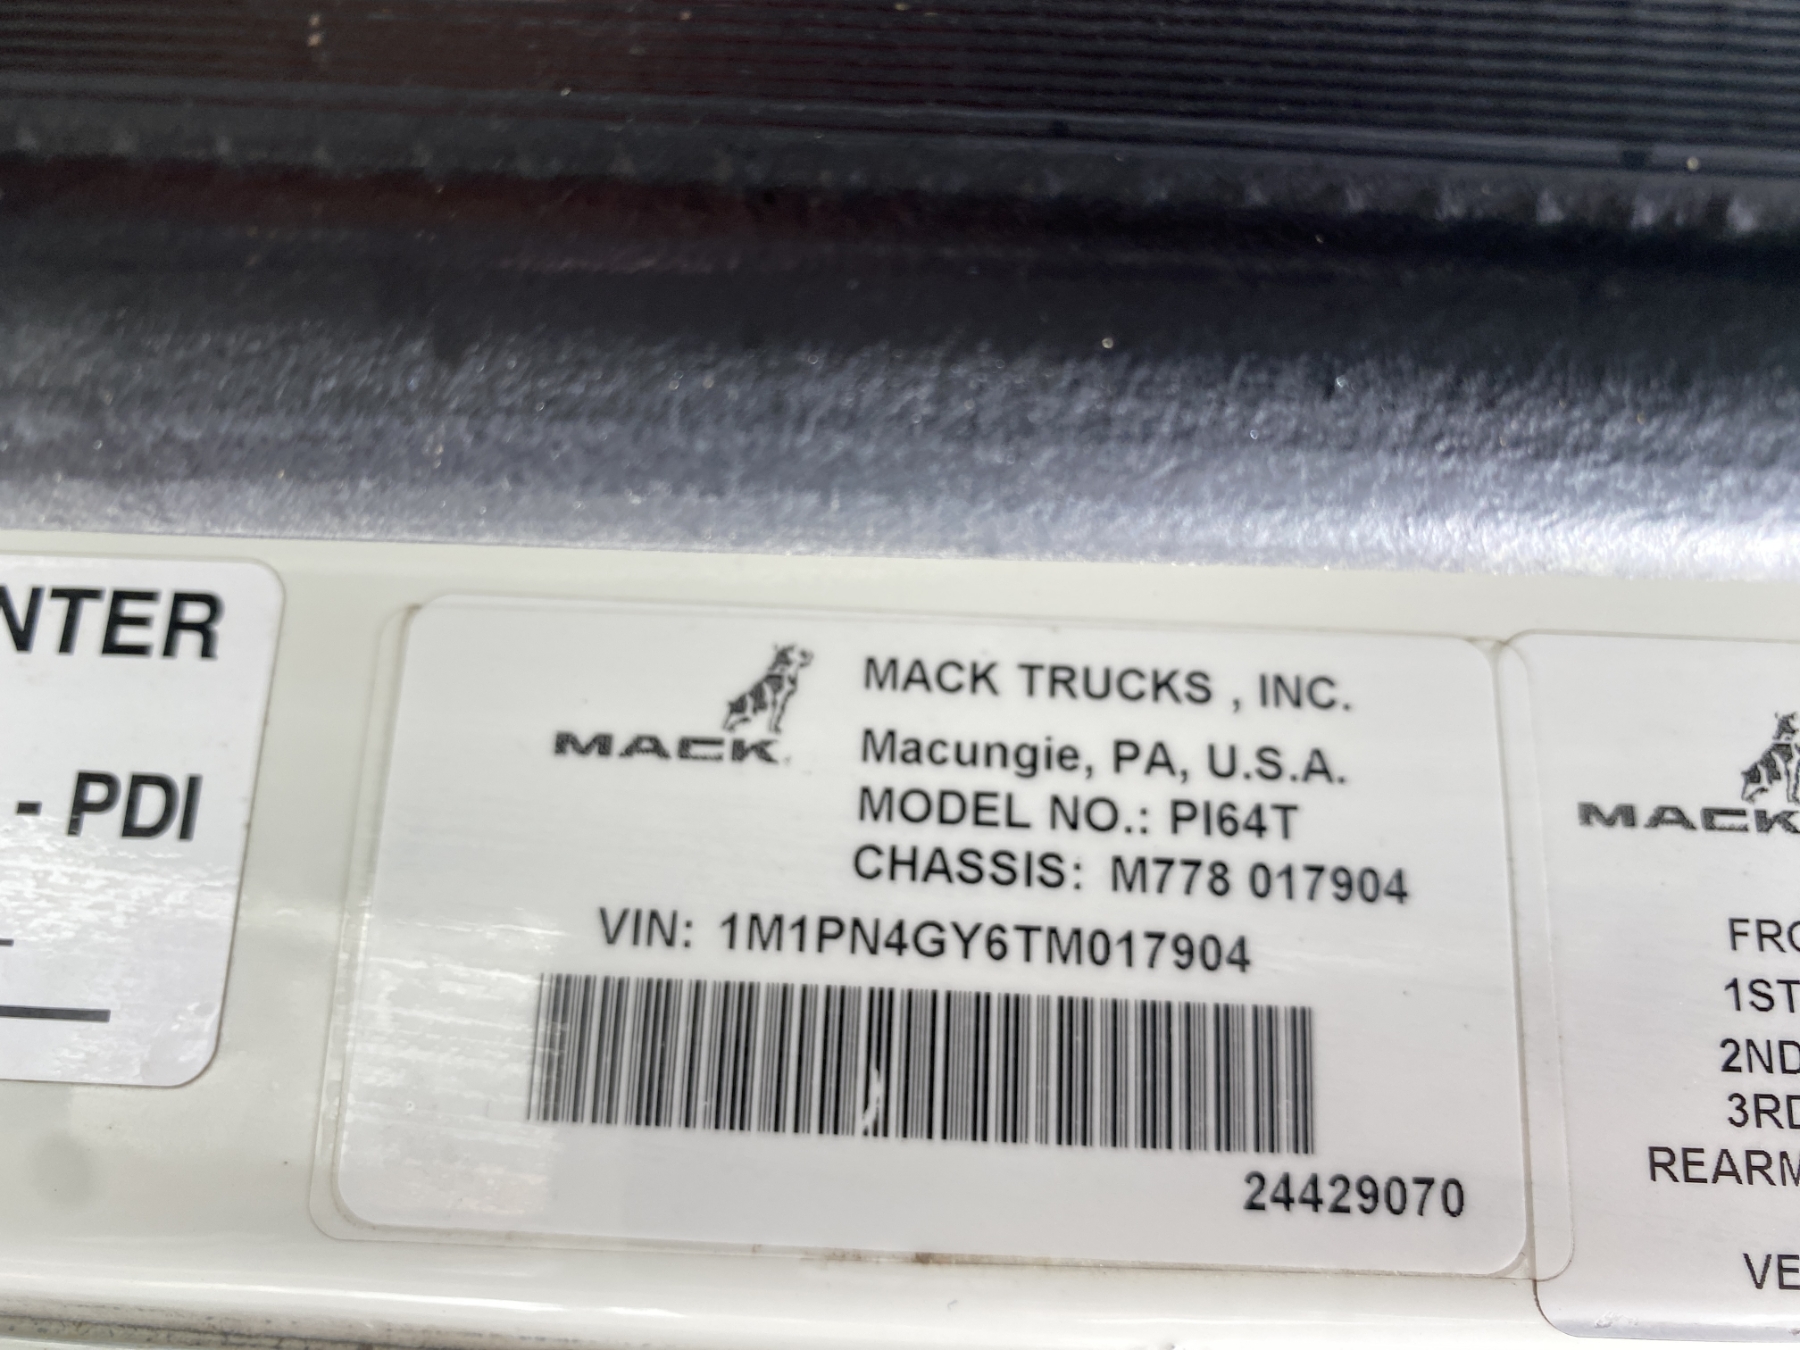 NTER
- PDI
MACK
MACK TRUCKS , INC.
Macungie, PA, U.S.A.
MODEL NO.: PI64T
CHASSIS: M778 017904
VIN: 1M1PN4GY6TM017904
24429070
MACK
FRO
1ST
2ND
3RD
REARM
VE